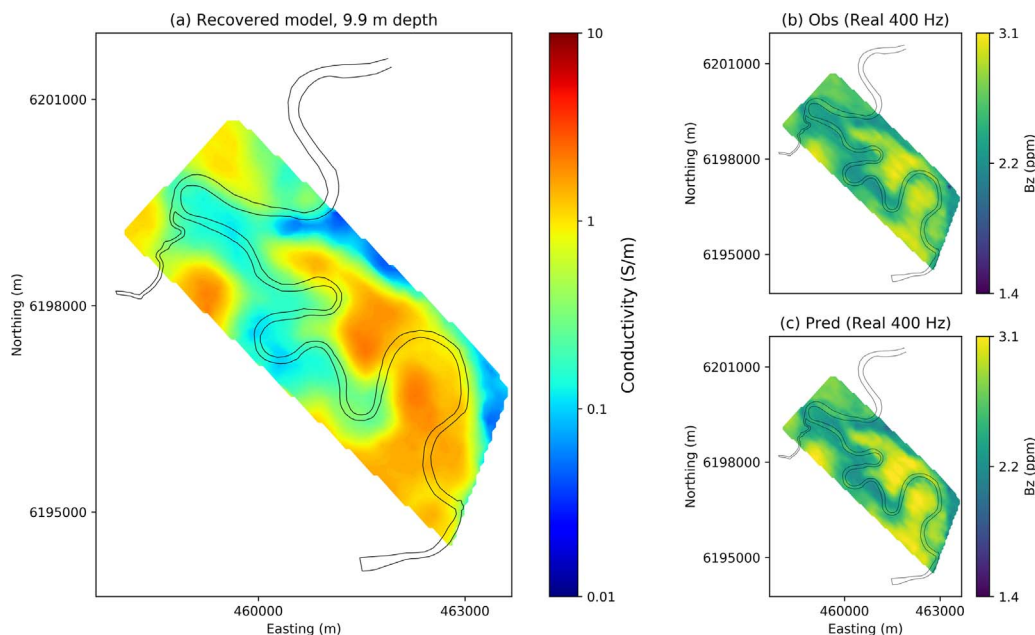 (a) Recovered model, 9.9 m depth
6201000
6198000
6195000
Northing (m)
460000
463000
Easting (m)
10
1
0.1
0.01
Conductivity (S/m)
(b) Obs (Real 400 Hz)
6201000
6198000
6195000
Northing (m)
3.1
2.2
1.4
Bz (ppm)
(c) Pred (Real 400 Hz)
6201000
6198000
6195000
Northing (m)
460000
463000
Easting (m)
3.1
2.2
1.4
Bz (ppm)